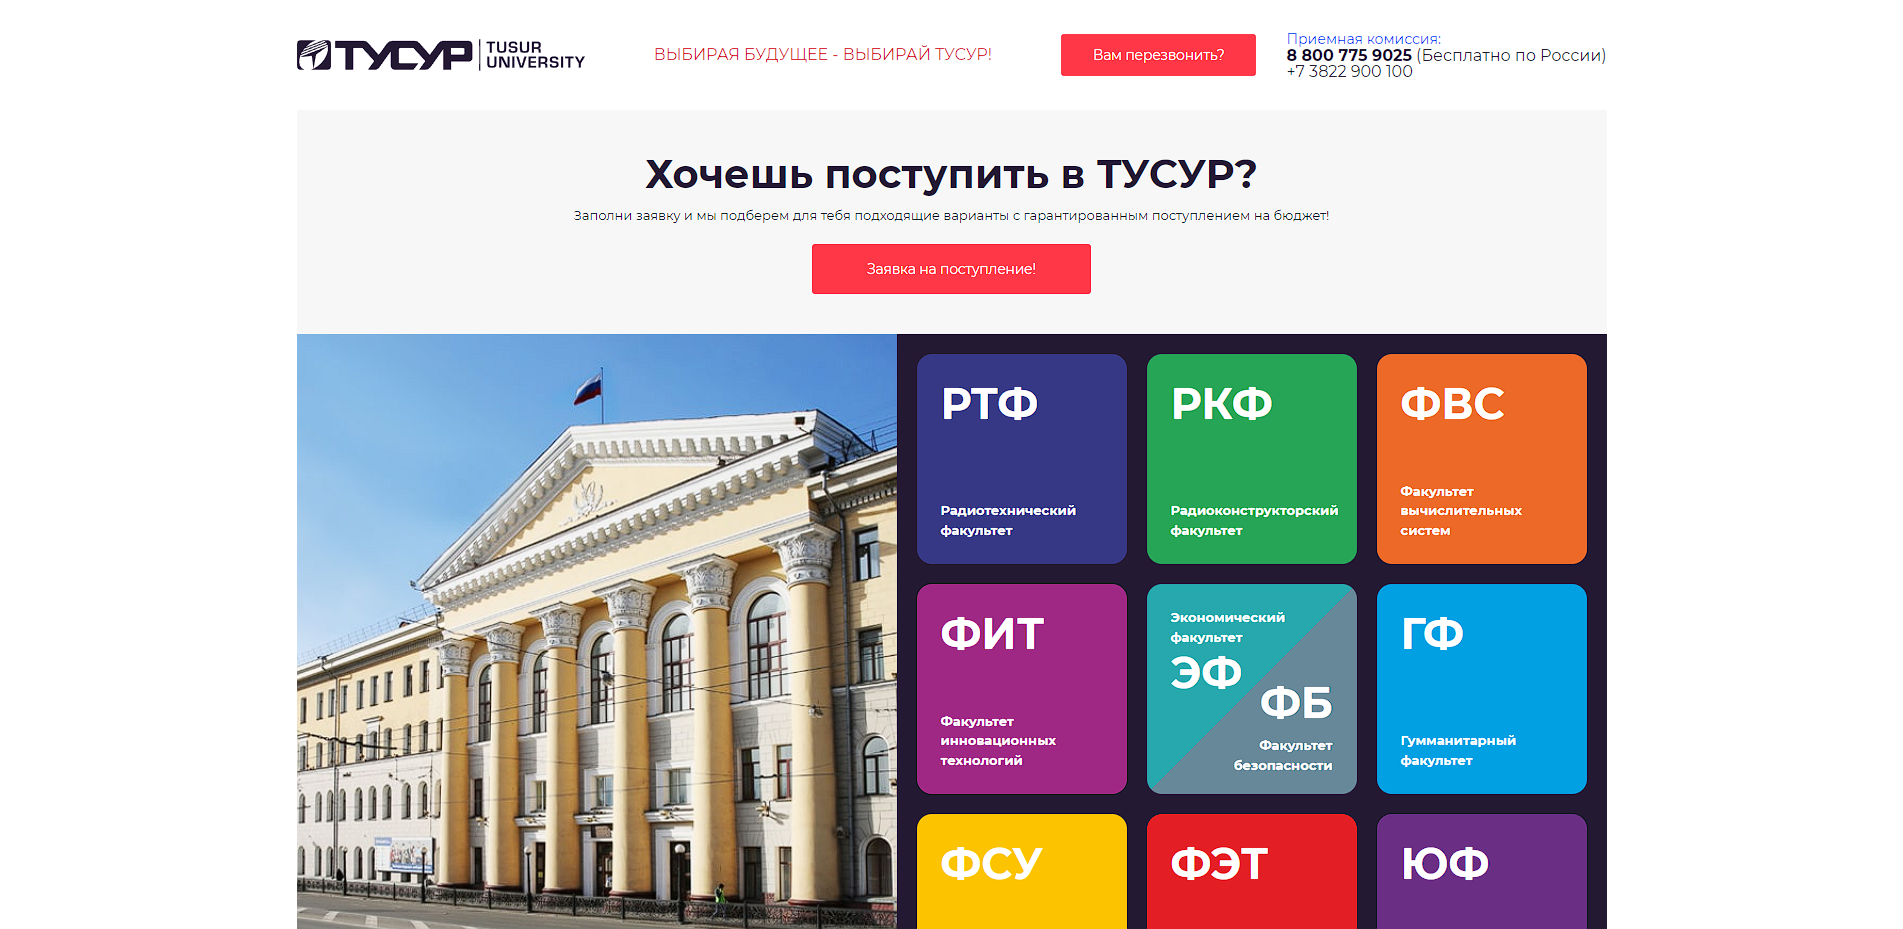 ТУСУР
TUSUR
UNIVERSITY
ВЫБИРАЯ БУДУЩЕЕ - ВЫБИРАЙ ТУСУР!
Вам перезвонить?
Приемная комиссия:
8 800 775 9025 (Бесплатно по России)
+7 3822 900 100
Хочешь поступить в ТУСУР?
Заполни заявку и мы подберем для тебя подходящие варианты с гарантированным поступлением на бюджет!
Заявка на поступление!
РТФ
Радиотехнический
факультет
РКФ
Радиоконструкторский
факультет
ФВС
Факультет
вычислительных
систем
ФИТ
Факультет
инновационных
технологий
Экономический
факультет
ЭФ
ФБ
Факультет
безопасности
ГФ
Гумманитарный
факультет
ФСУ
ФЭТ
ЮФ